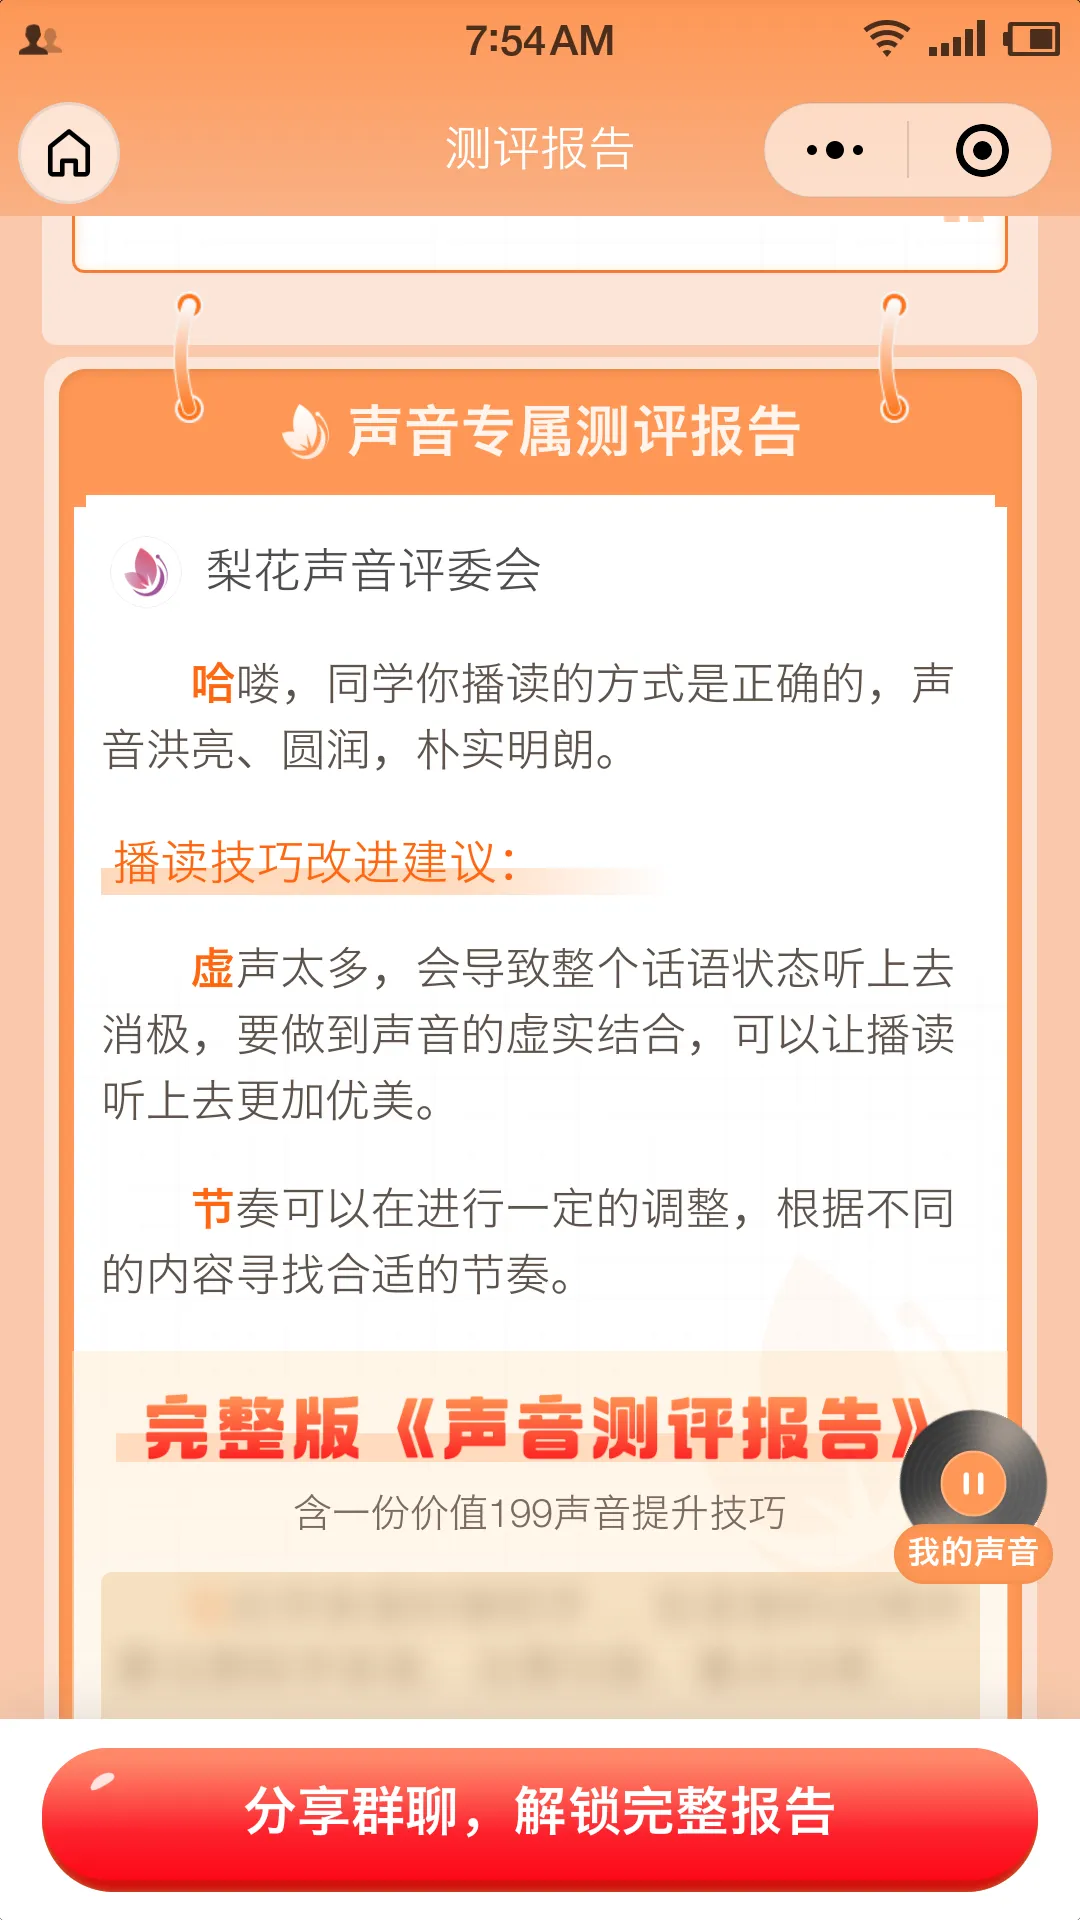 7:54AM
测评报告
声音专属测评报告
梨花声音评委会
哈喽，同学你播读的方式是正确的，声
音洪亮、圆润，朴实明朗。
播读技巧改进建议：
虚声太多，会导致整个话语状态听上去
消极，要做到声音的虚实结合，可以让播读
听上去更加优美。
节奏可以在进行一定的调整，根据不同
的内容寻找合适的节奏。
完整版《声音测评报告》
含一份价值199声音提升技巧
我的声音
分享群聊，解锁完整报告